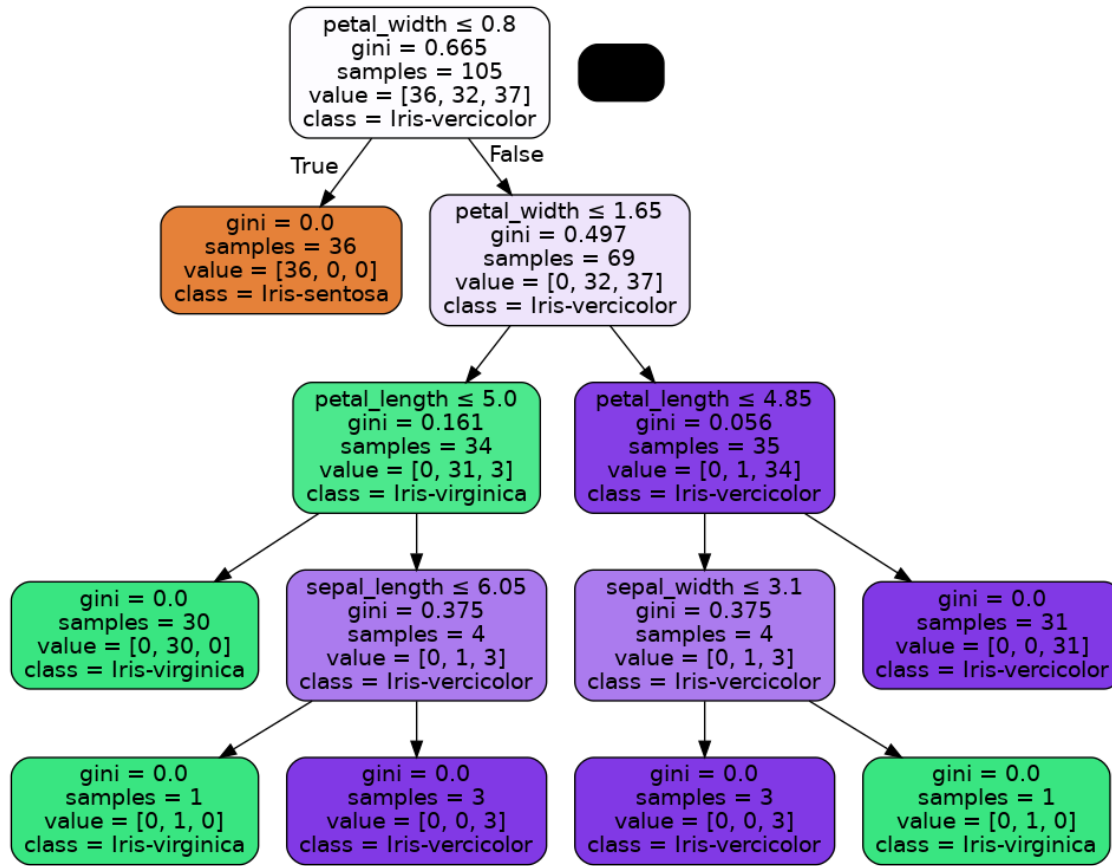 petal_width ≤ 0.8
gini = 0.665
samples = 105
value = [36, 32, 37]
class = Iris-vercicolor
True
False
gini = 0.0
samples = 36
value = [36, 0, 0]
class = Iris-sentosa
petal_width ≤ 1.65
gini = 0.497
samples = 69
value = [0, 32, 37]
class = Iris-vercicolor
petal_length ≤ 5.0
gini = 0.161
samples = 34
value = [0, 31, 3]
class = Iris-virginica
petal_length ≤ 4.85
gini = 0.056
samples = 35
value = [0, 1, 34]
class = Iris-vercicolor
gini = 0.0
samples = 30
value = [0, 30, 0]
class = Iris-virginica
sepal_length ≤ 6.05
gini = 0.375
samples = 4
value = [0, 1, 3]
class = Iris-vercicolor
sepal_width ≤ 3.1
gini = 0.375
samples = 4
value = [0, 1, 3]
class = Iris-vercicolor
gini = 0.0
samples = 31
value = [0, 0, 31]
class = Iris-vercicolor
gini = 0.0
samples = 1
value = [0, 1, 0]
class = Iris-virginica
gini = 0.0
samples = 3
value = [0, 0, 3]
class = Iris-vercicolor
gini = 0.0
samples = 3
value = [0, 0, 3]
class = Iris-vercicolor
gini = 0.0
samples = 1
value = [0, 1, 0]
class = Iris-virginica